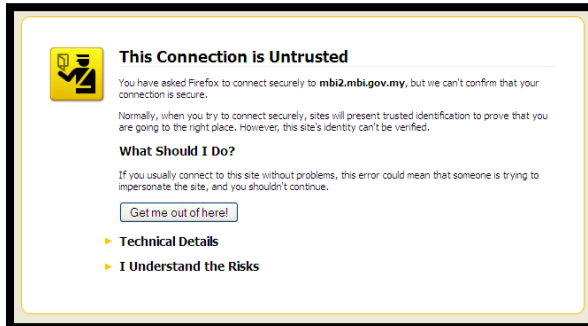 This Connection is Untrusted
You have asked Firefox to connect securely to mbi2.mbi.gov.my, but we can't confirm that your
connection is secure.
Normally, when you try to connect securely, sites will present trusted identification to prove that you
are going to the right place. However, this site's identity can't be verified.
What Should I Do?
If you usually connect to this site without problems, this error could mean that someone is trying to
impersonate the site, and you shouldn't continue.
Get me out of here!
Technical Details
I Understand the Risks